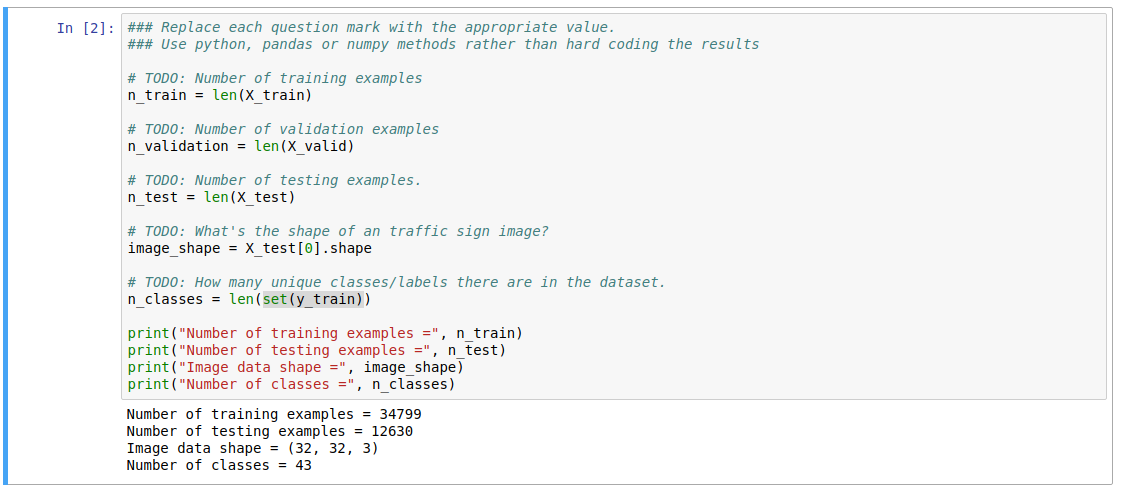 In [2]: ### Replace each question mark with the appropriate value.
### Use python, pandas or numpy methods rather than hard coding the results
# TODO: Number of training examples
n_train = len(X_train)
# TODO: Number of validation examples
n_validation = len(X_valid)
# TODO: Number of testing examples.
n_test = len(X_test)
# TODO: What's the shape of an traffic sign image?
image_shape = X_test[0].shape
# TODO: How many unique classes/labels there are in the dataset.
n_classes = len(set(y_train))
print("Number of training examples =", n_train)
print("Number of testing examples =", n_test)
print("Image data shape =", image_shape)
print("Number of classes =", n_classes)
Number of training examples = 34799
Number of testing examples = 12630
Image data shape = (32, 32, 3)
Number of classes = 43